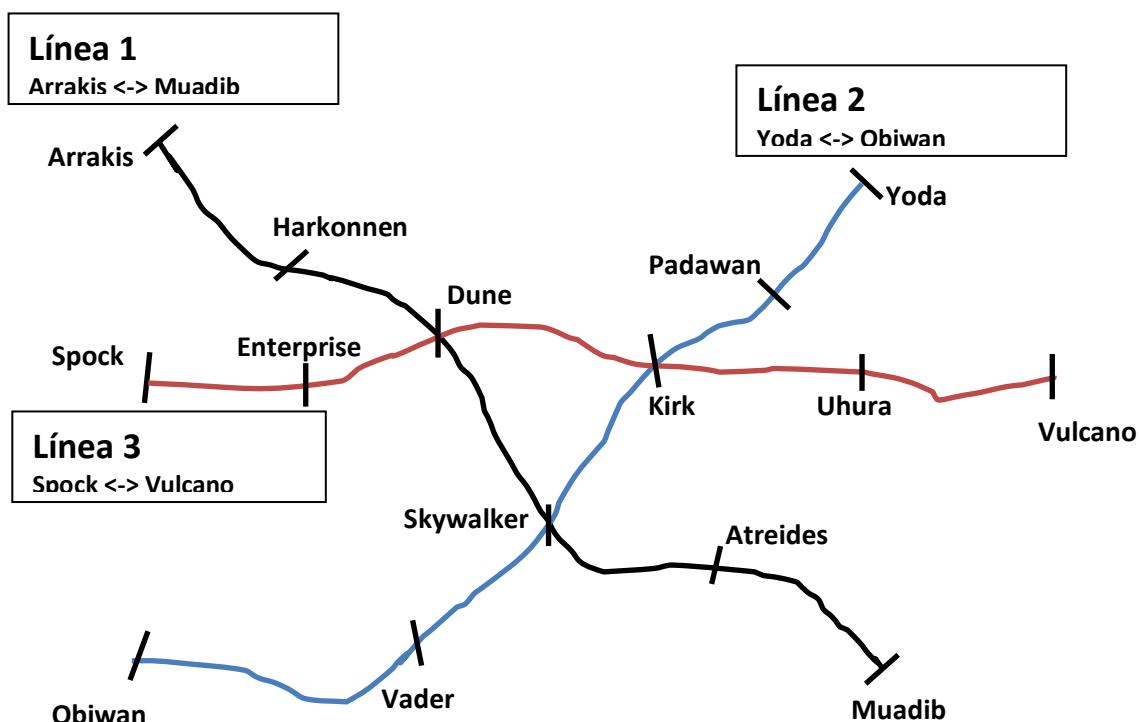 Línea 1
Arrakis <-> Muadib
Línea 2
Yoda <-> Obiwan
Arrakis
Yoda
Harkonnen
Padawan
Dune
Spock
Enterprise
Kirk
Uhura
Vulcano
Línea 3
Spock <-> Vulcano
Skywalker
Atreides
Vader
Obiwan
Muadib